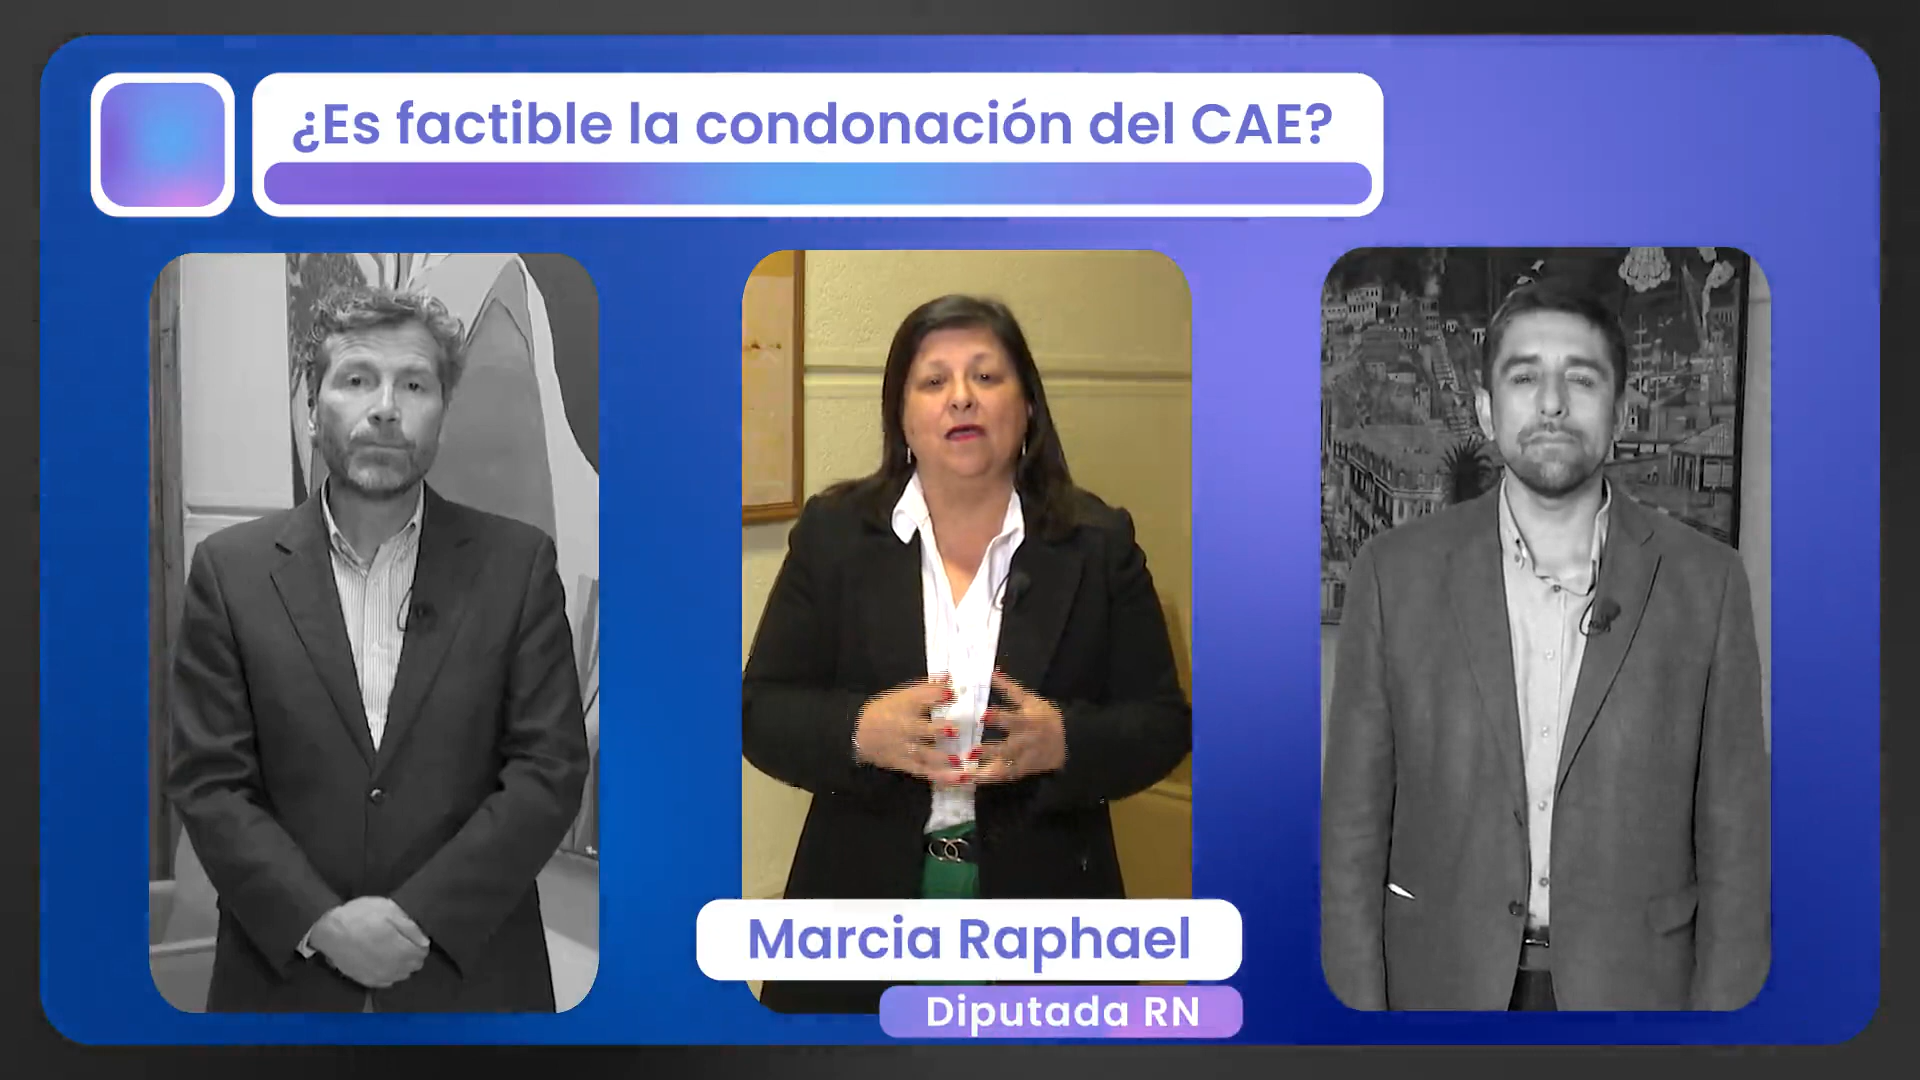 ¿Es factible la condonación del CAE?
Marcia Raphael
Diputada RN